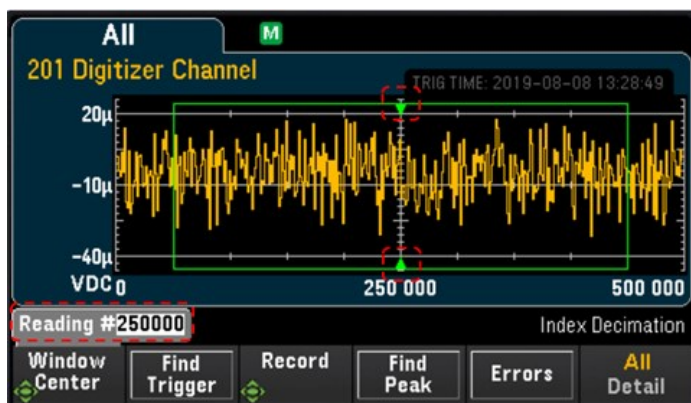 All M
201 Digitizer Channel
TRIG TIME: 2019-08-08 13:28:49
20µ
-10µ
-40µ
VDC 0 250 000 500 000
Reading #250000 Index Decimation
Window Center
Find Trigger
Record
Find Peak
Errors
All Detail